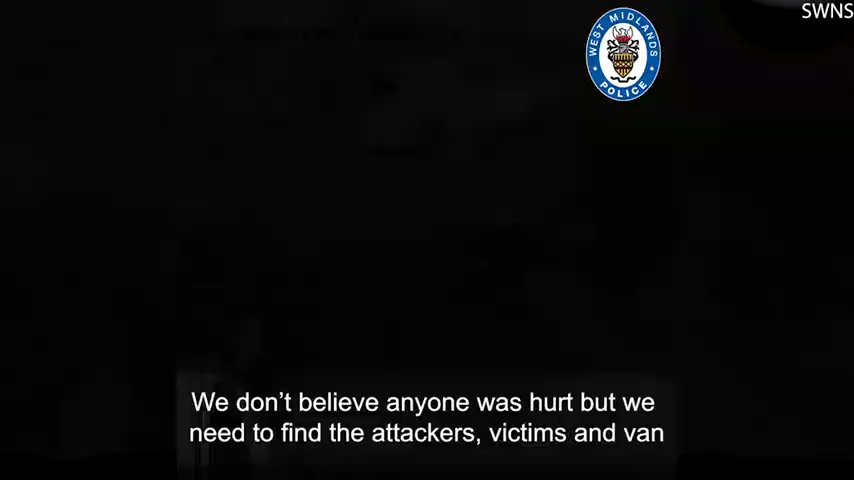 SWNS
WEST MIDLANDS
POLICE
We don't believe anyone was hurt but we
need to find the attackers, victims and van